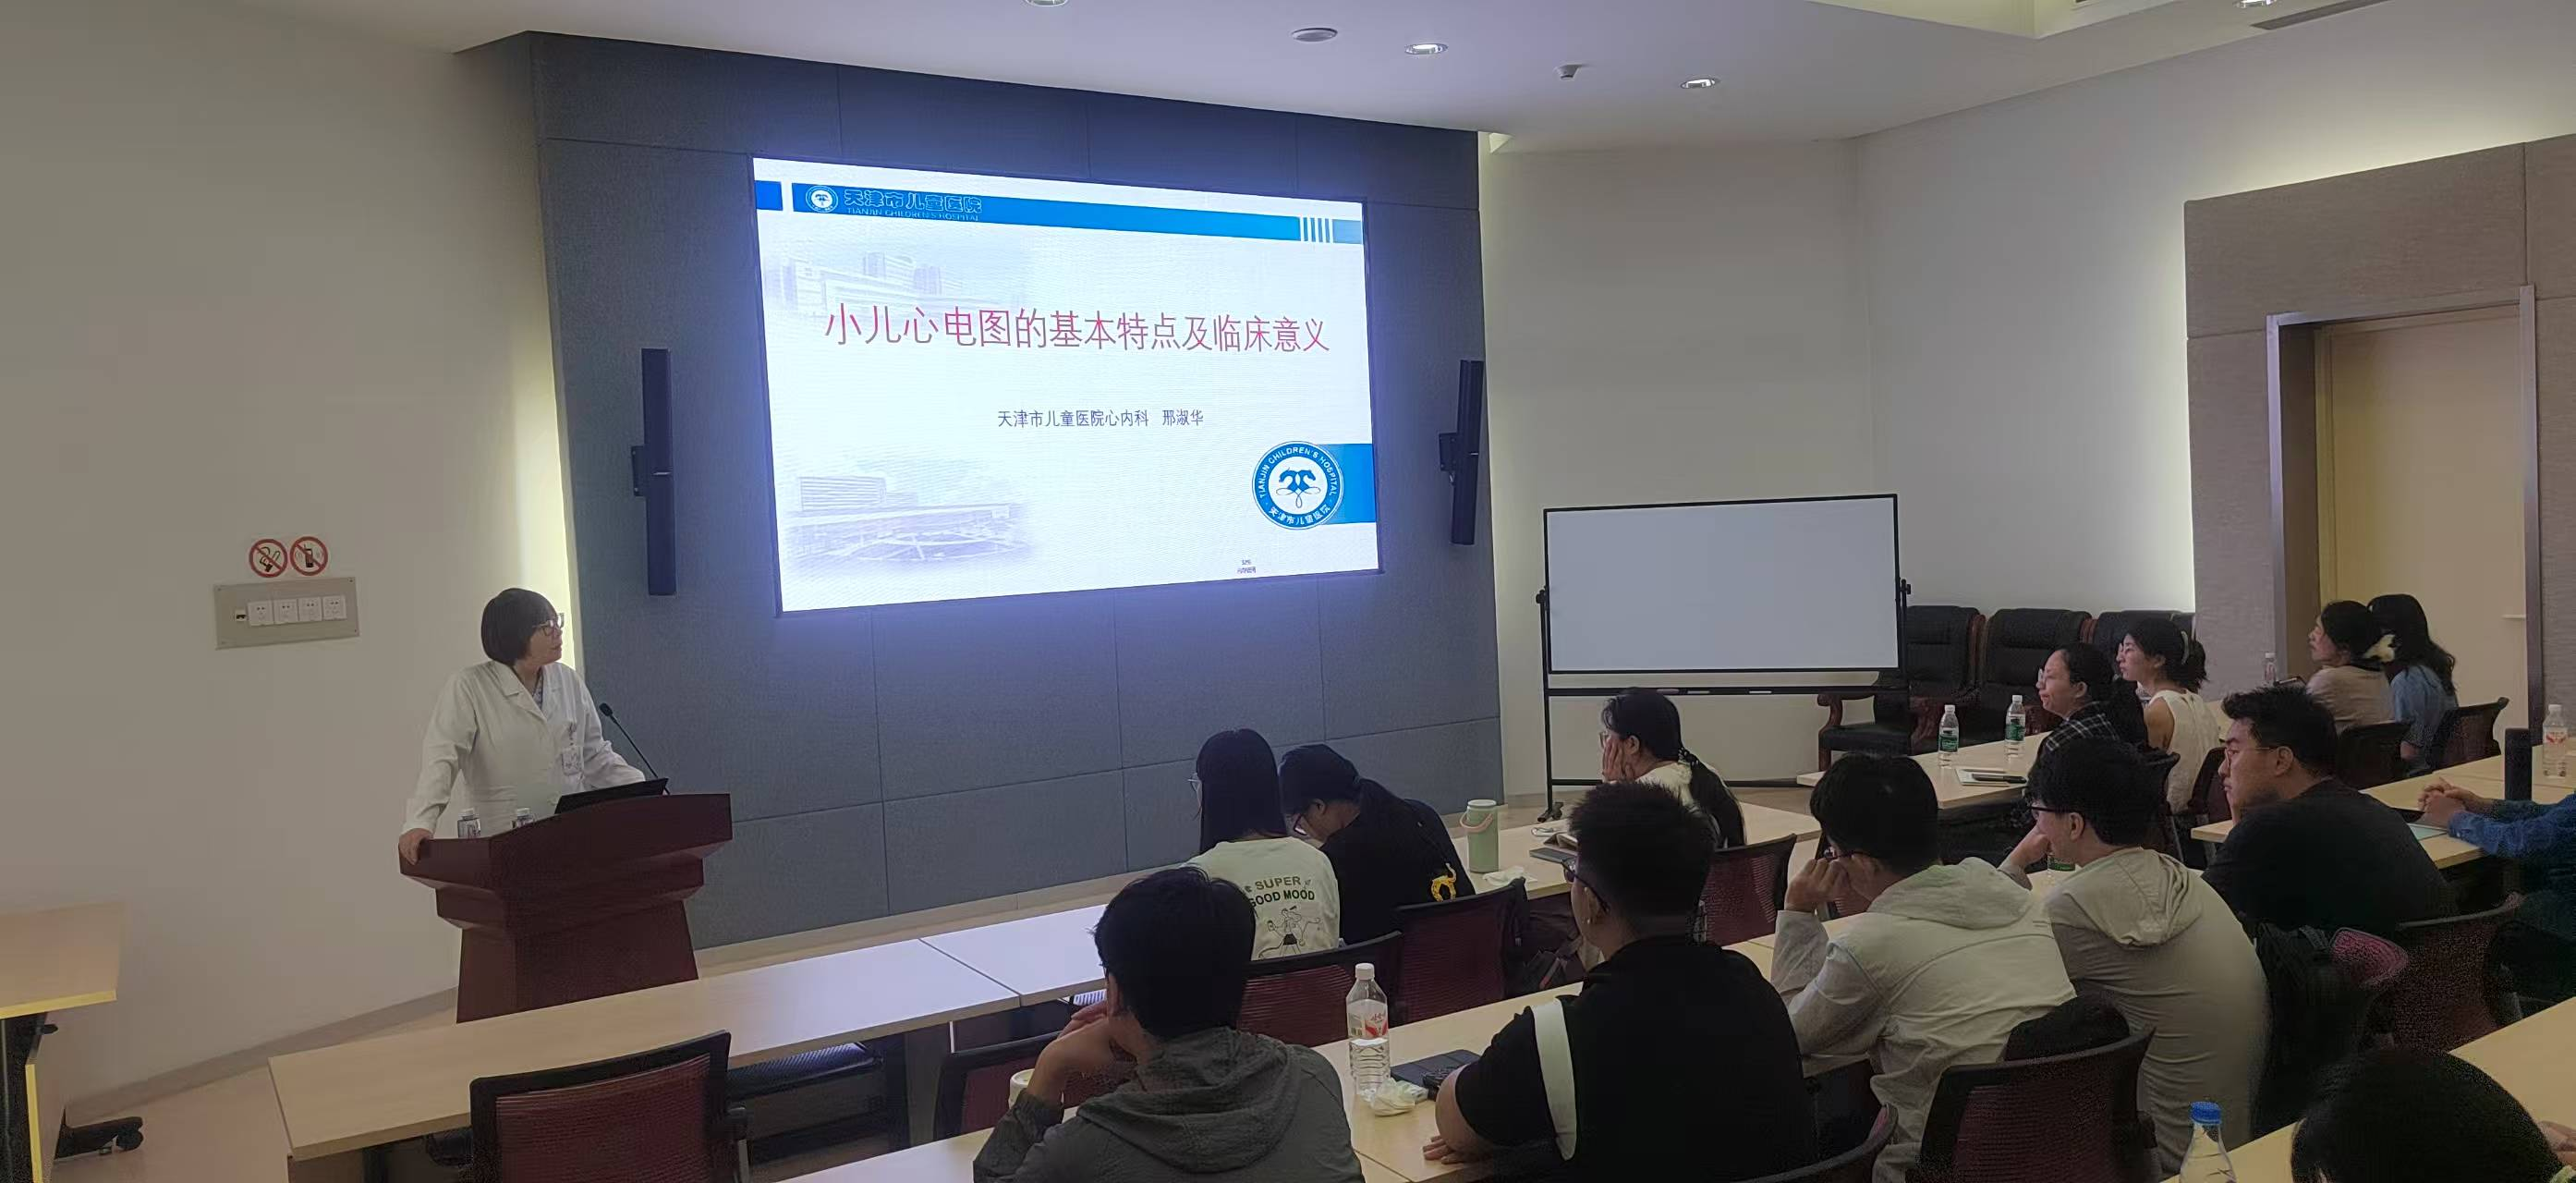 天津市儿童医院
TIANJIN CHILDREN'S HOSPITAL
小儿心电图的基本特点及临床意义
天津市儿童医院心内科 邢淑华
TIANJIN CHILDREN'S HOSPITAL
天津市儿童医院
SUPER
GOOD MOOD